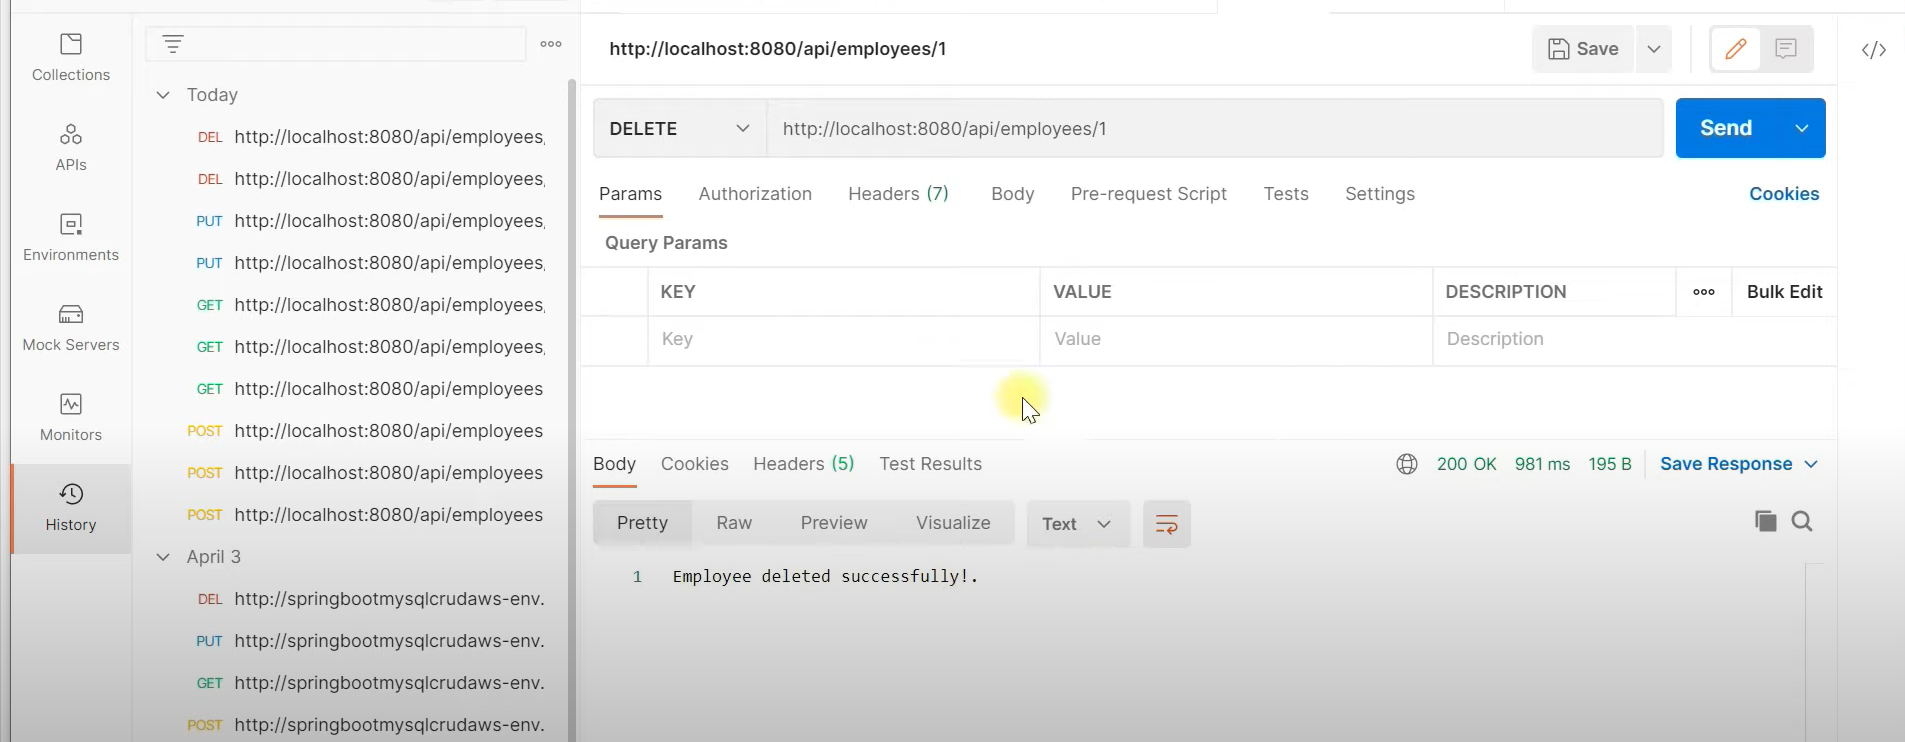 Collections
APIs
Environments
Mock Servers
Monitors
History
Today
DEL http://localhost:8080/api/employees,
DEL http://localhost:8080/api/employees,
PUT http://localhost:8080/api/employees,
PUT http://localhost:8080/api/employees,
GET http://localhost:8080/api/employees,
GET http://localhost:8080/api/employees,
GET http://localhost:8080/api/employees
POST http://localhost:8080/api/employees
POST http://localhost:8080/api/employees
POST http://localhost:8080/api/employees
April 3
DEL http://springbootmysqlcrudaws-env.
PUT http://springbootmysqlcrudaws-env.
GET http://springbootmysqlcrudaws-env.
POST http://springbootmysqlcrudaws-env.
http://localhost:8080/api/employees/1 Save
DELETE http://localhost:8080/api/employees/1 Send
Params Authorization Headers (7) Body Pre-request Script Tests Settings Cookies
Query Params
KEY VALUE DESCRIPTION Bulk Edit
Key Value Description
Body Cookies Headers (5) Test Results 200 OK 981 ms 195 B Save Response
Pretty Raw Preview Visualize Text
1 Employee deleted successfully!.